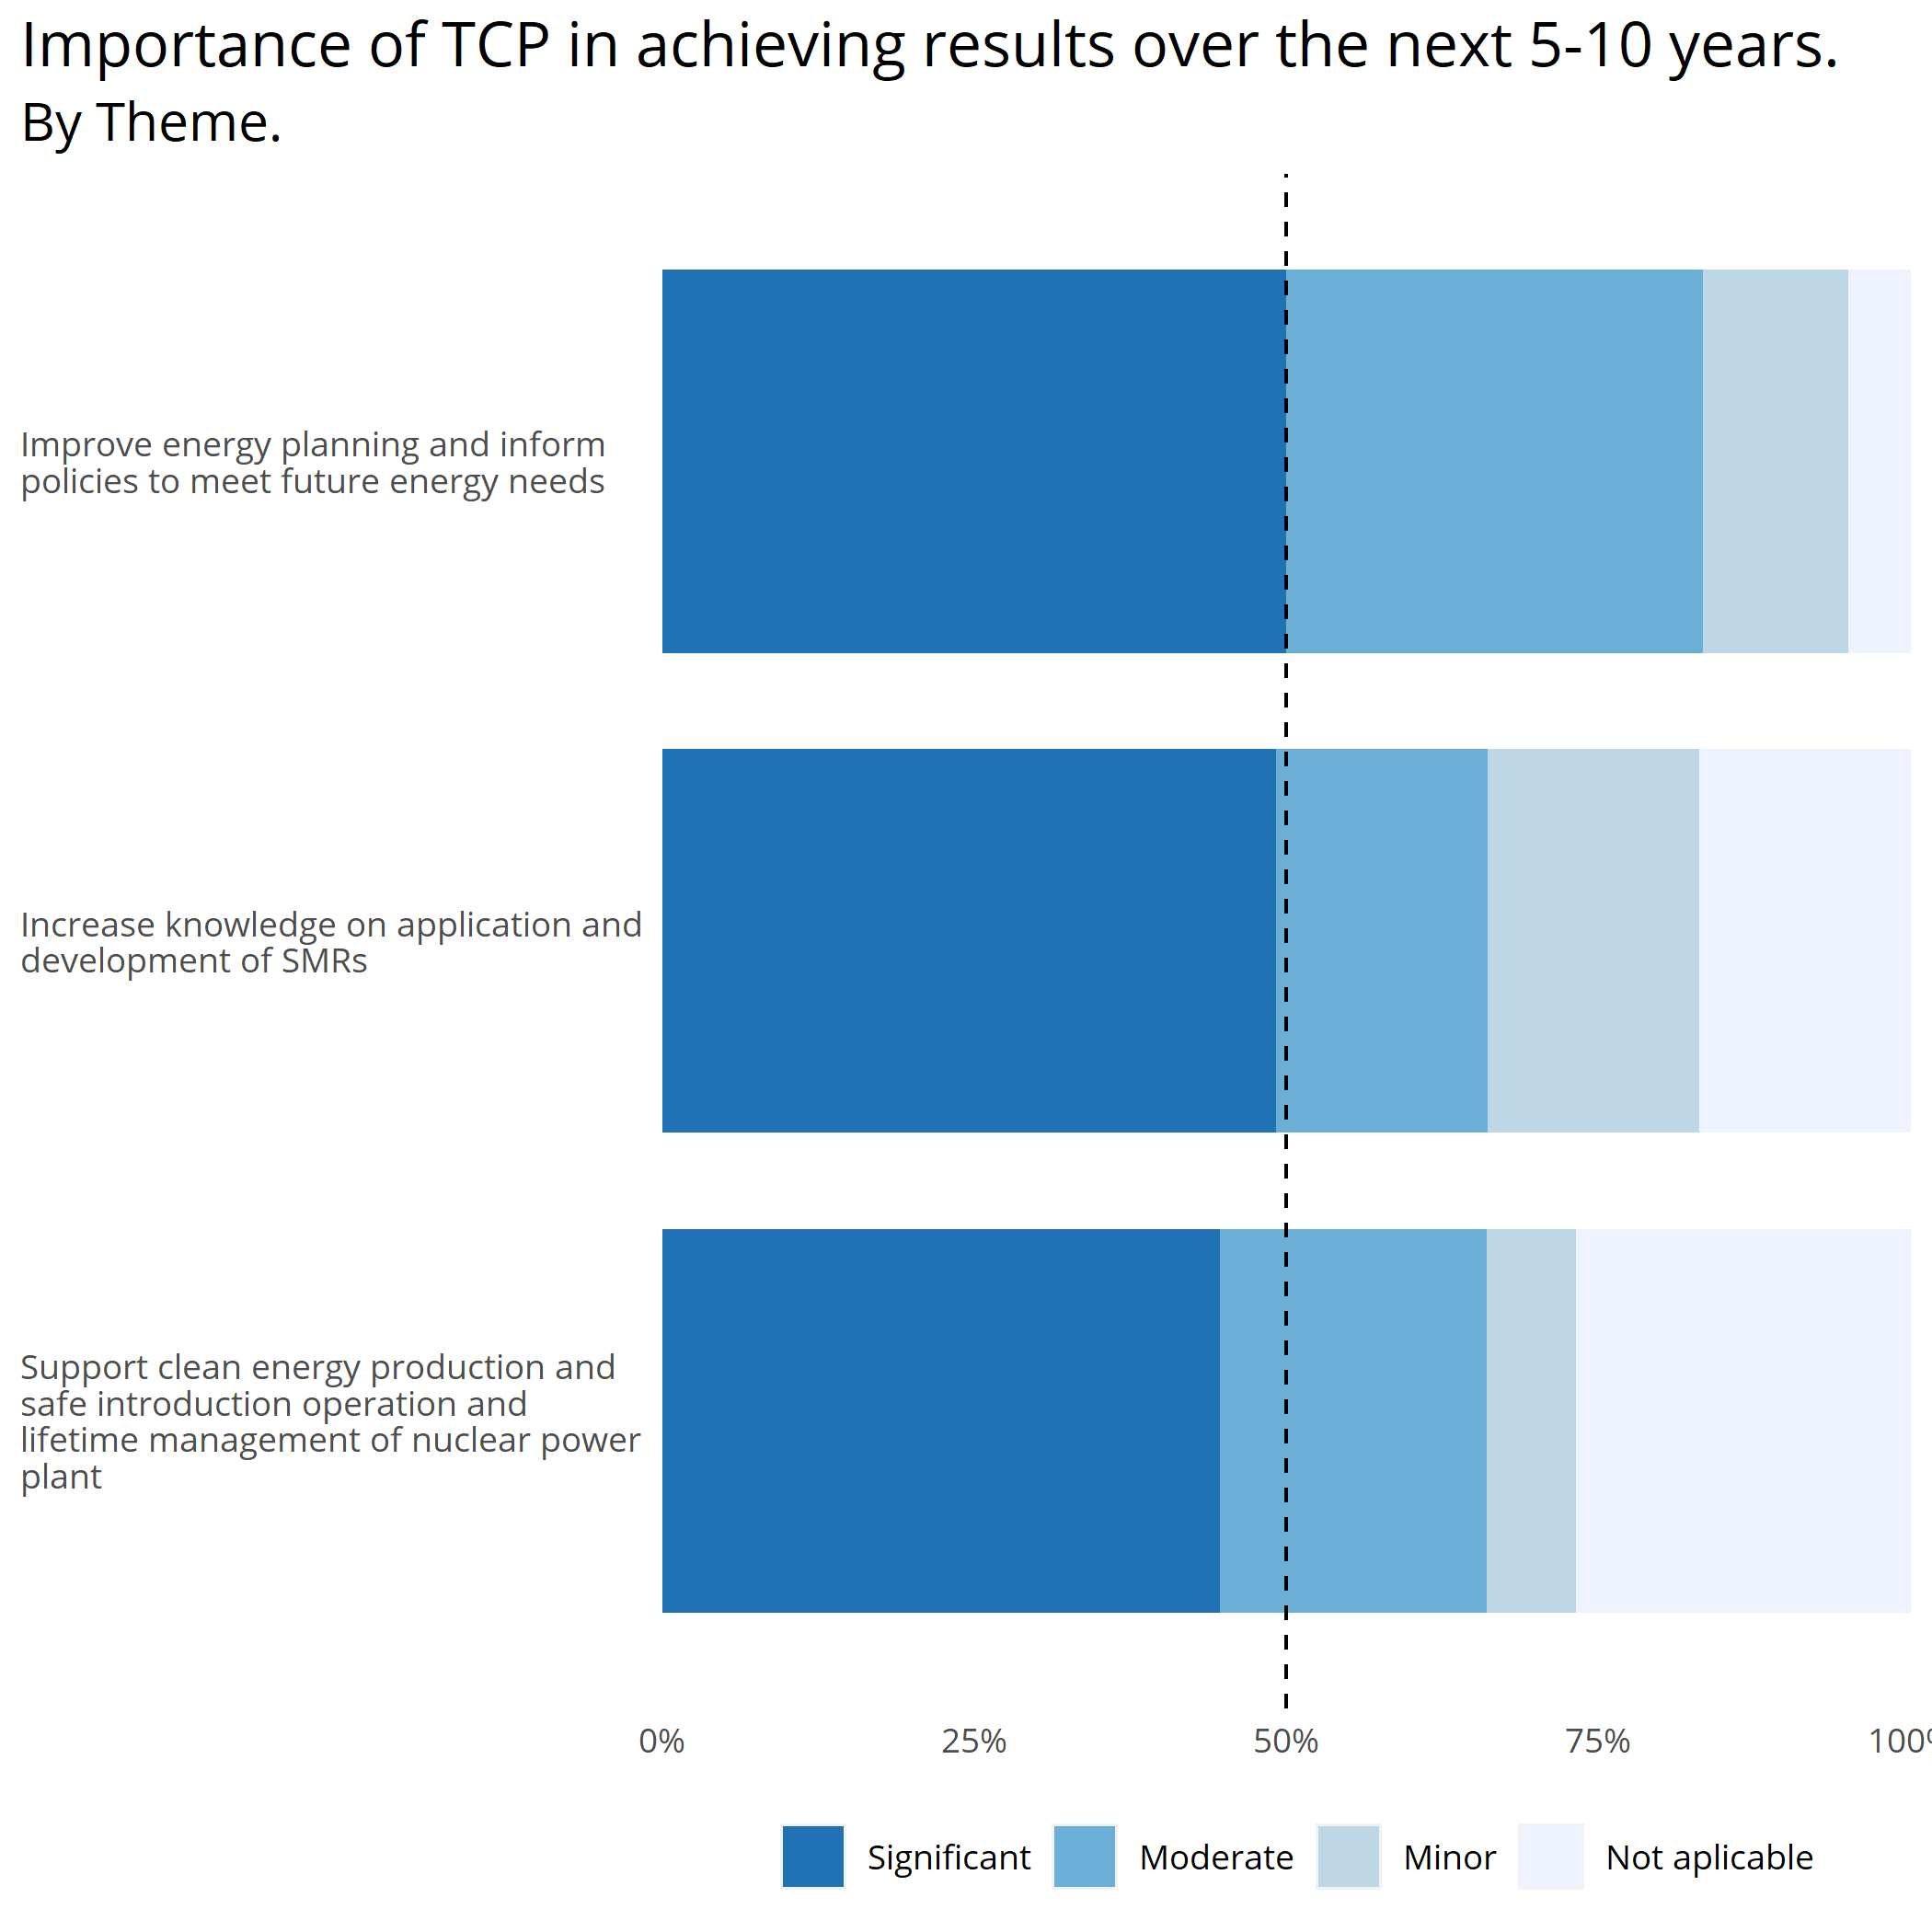 Importance of TCP in achieving results over the next 5-10 years.
By Theme.
Improve energy planning and inform
policies to meet future energy needs
Increase knowledge on application and
development of SMRs
Support clean energy production and
safe introduction operation and
lifetime management of nuclear power
plant
0% 25% 50% 75% 100%
Significant Moderate Minor Not aplicable